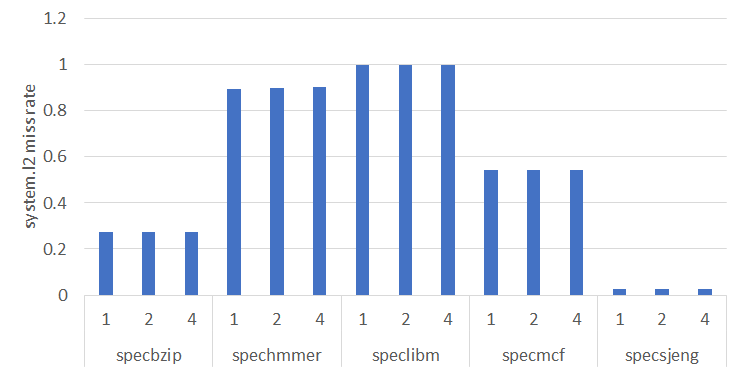 system.l2 missrate
1.2
1
0.8
0.6
0.4
0.2
0
1 2 4 1 2 4 1 2 4 1 2 4 1 2 4
specbzip spechmmer speclibm specmcf specsjeng